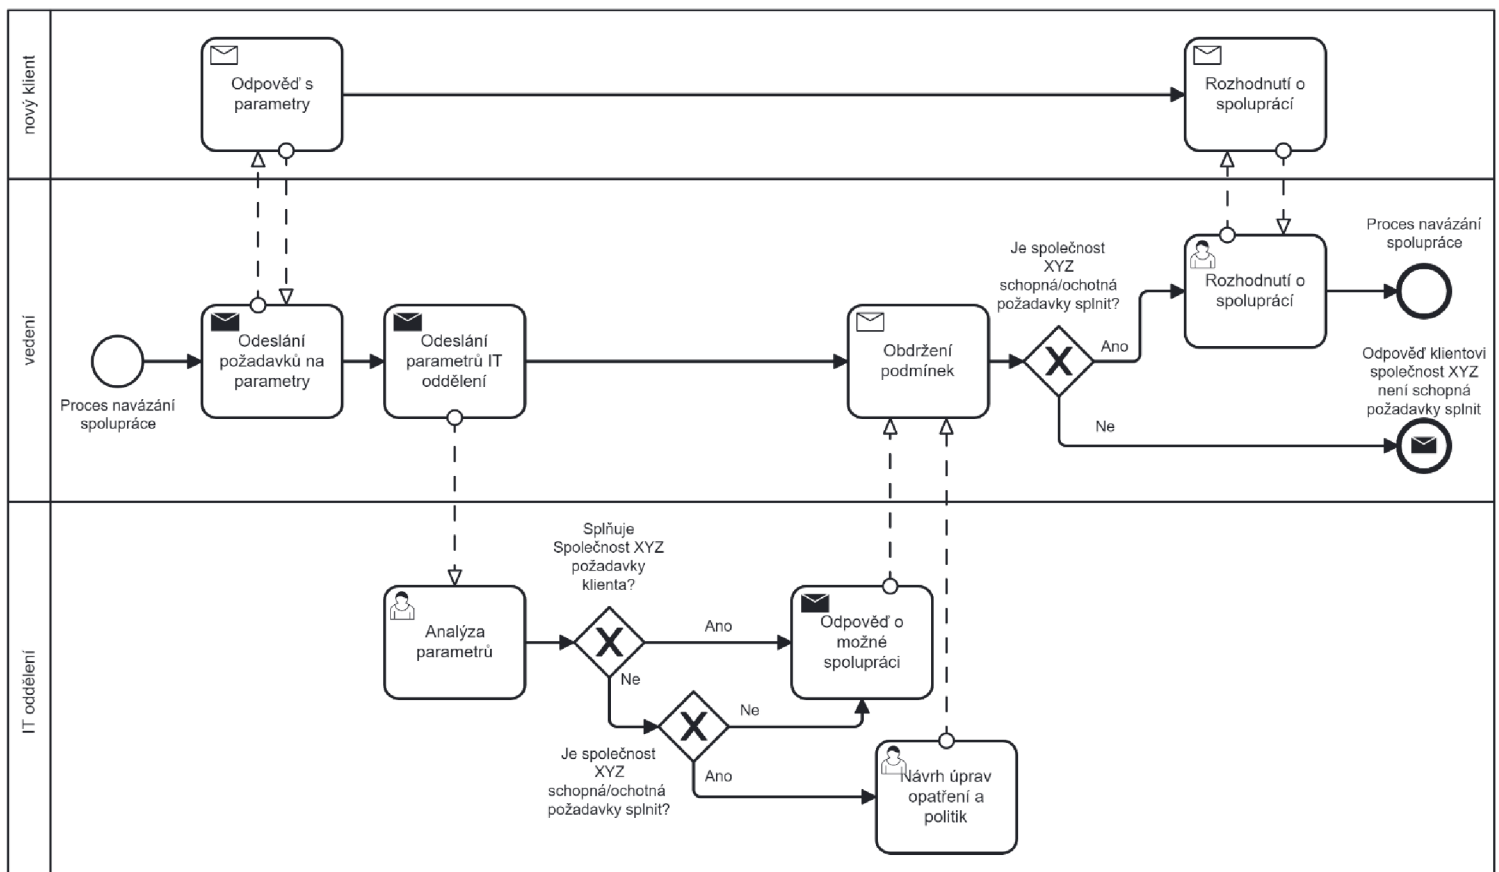 nový klient
Odpověď s
parametry
Rozhodnutí o
spoluprácí
vedení
Proces navázání
spolupráce
Odeslání
požadavků na
parametry
Odeslání
parametrů IT
oddělení
Obdržení
podmínek
Je společnost
XYZ
schopná/ochotná
požadavky splnit?
Ano
Ne
Rozhodnutí o
spoluprácí
Proces navázání
spolupráce
Odpověď klientovi
společnost XYZ
není schopná
požadavky splnit
IT oddělení
Analýza
parametrů
Splňuje
Společnost XYZ
požadavky
klienta?
Ano
Ne
Je společnost
XYZ
schopná/ochotná
požadavky splnit?
Ne
Ano
Odpověď o
možné
spolupráci
Návrh úprav
opatření a
politik